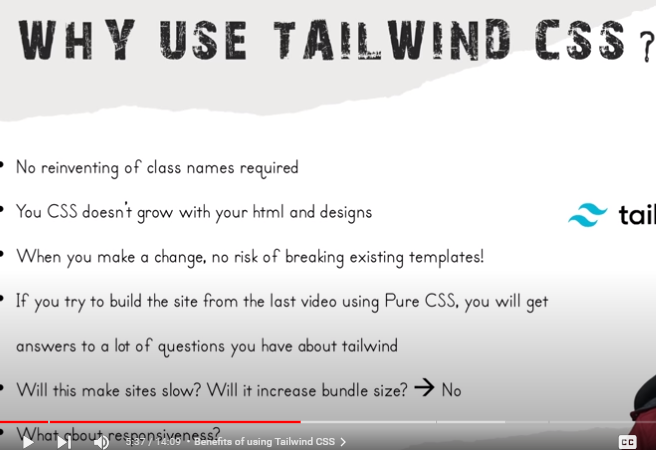 WHY USE TAILWIND CSS?
No reinventing of class names required
You CSS doesn't grow with your html and designs
tail
When you make a change, no risk of breaking existing templates!
If you try to build the site from the last video using Pure CSS, you will get
answers to a lot of questions you have about tailwind
Will this make sites slow? Will it increase bundle size? → No
What about responsiveness?
5:37 / 14:09 • Benefits of using Tailwind CSS >
CC